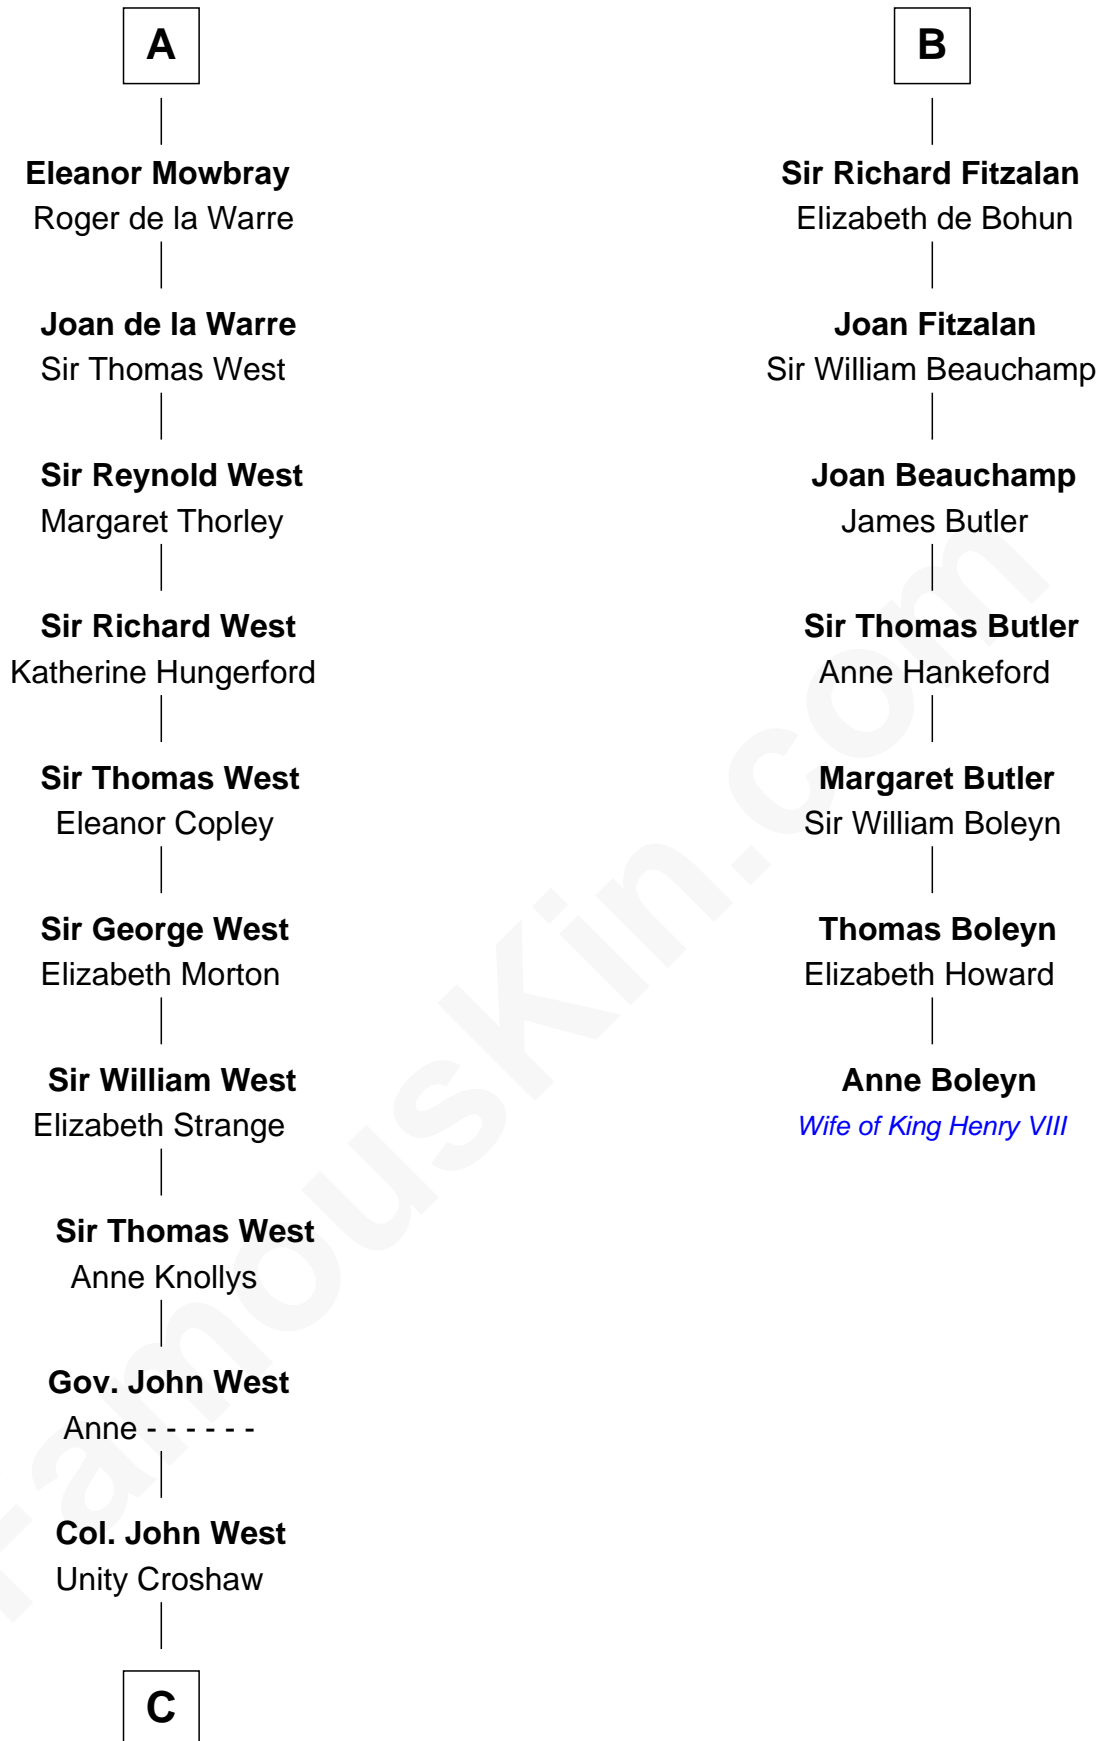 A
Eleanor Mowbray
Roger de la Warre
Joan de la Warre
Sir Thomas West
Sir Reynold West
Margaret Thorley
Sir Richard West
Katherine Hungerford
Sir Thomas West
Eleanor Copley
Sir George West
Elizabeth Morton
Sir William West
Elizabeth Strange
Sir Thomas West
Anne Knollys
Gov. John West
Anne - - - - - -
Col. John West
Unity Croshaw
C
B
Sir Richard Fitzalan
Elizabeth de Bohun
Joan Fitzalan
Sir William Beauchamp
Joan Beauchamp
James Butler
Sir Thomas Butler
Anne Hankeford
Margaret Butler
Sir William Boleyn
Thomas Boleyn
Elizabeth Howard
Anne Boleyn
Wife of King Henry VIII
FamousKin.com